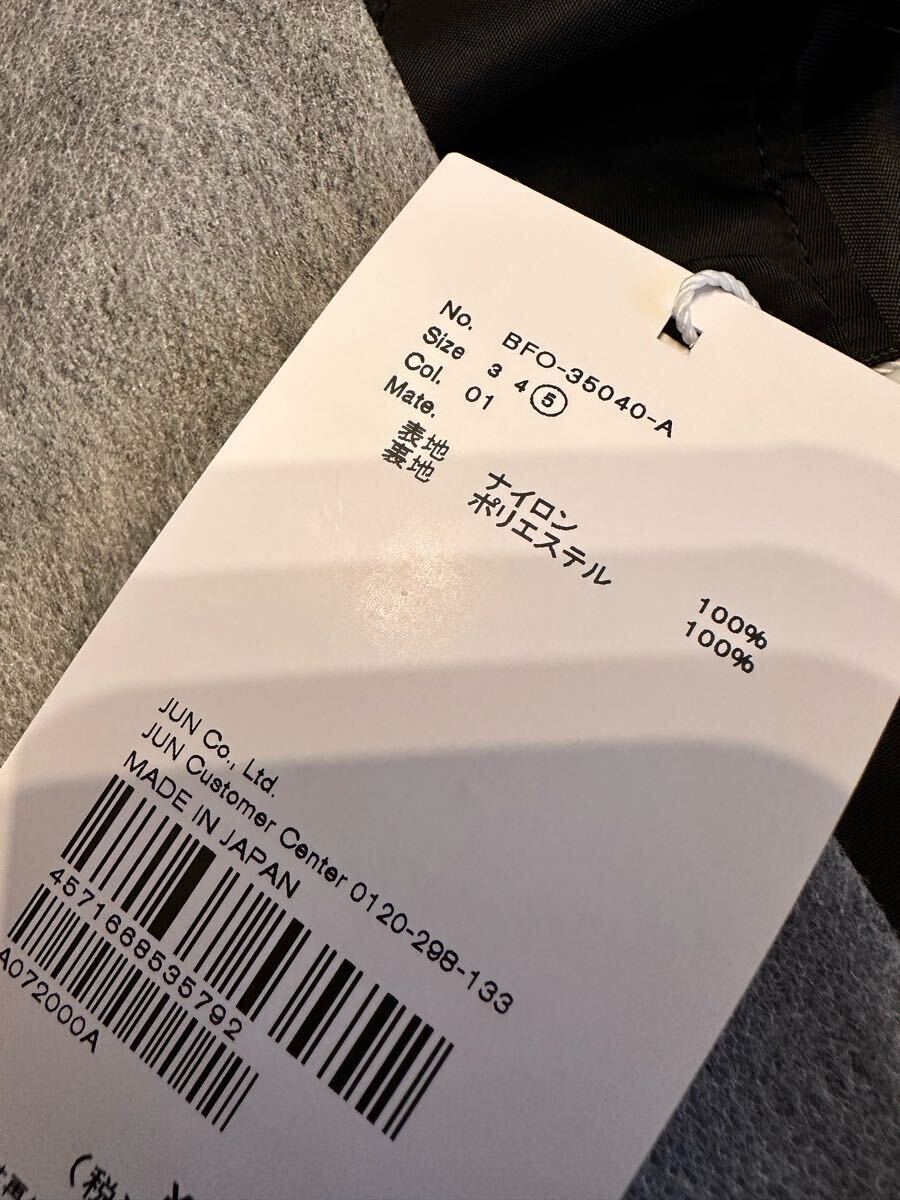 No. BFO-35040-A
Size 3 4 5
Col. 01
Mate.
表地 ナイロン 100%
裏地 ポリエステル 100%
JUN Co., Ltd.
JUN Customer Center 0120-298-133
MADE IN JAPAN
4571668535792
A072000A
(税